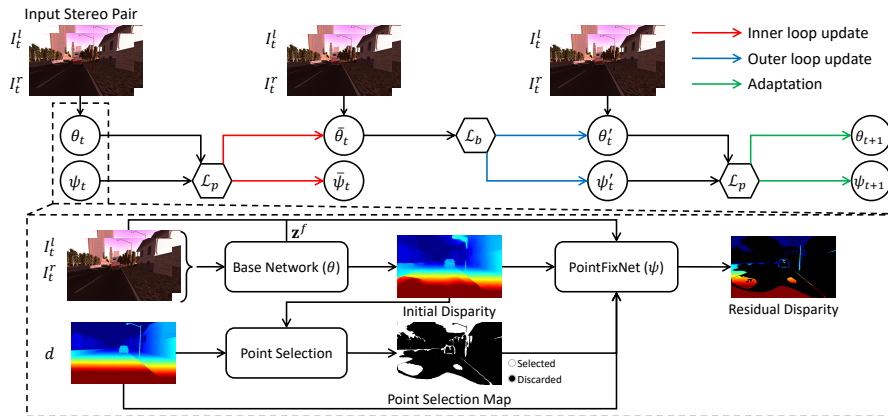 Input Stereo Pair
I_t^l
I_t^r
I_t^l
I_t^r
I_t^l
I_t^r
Inner loop update
Outer loop update
Adaptation
θ_t
θ̄_t
ℒ_b
θ′_t
θ_{t+1}
ψ_t
ℒ_p
ψ̄_t
ψ′_t
ℒ_p
ψ_{t+1}
z^f
I_t^l
I_t^r
Base Network (θ)
PointFixNet (ψ)
Initial Disparity
Residual Disparity
d
Point Selection
Selected
Discarded
Point Selection Map